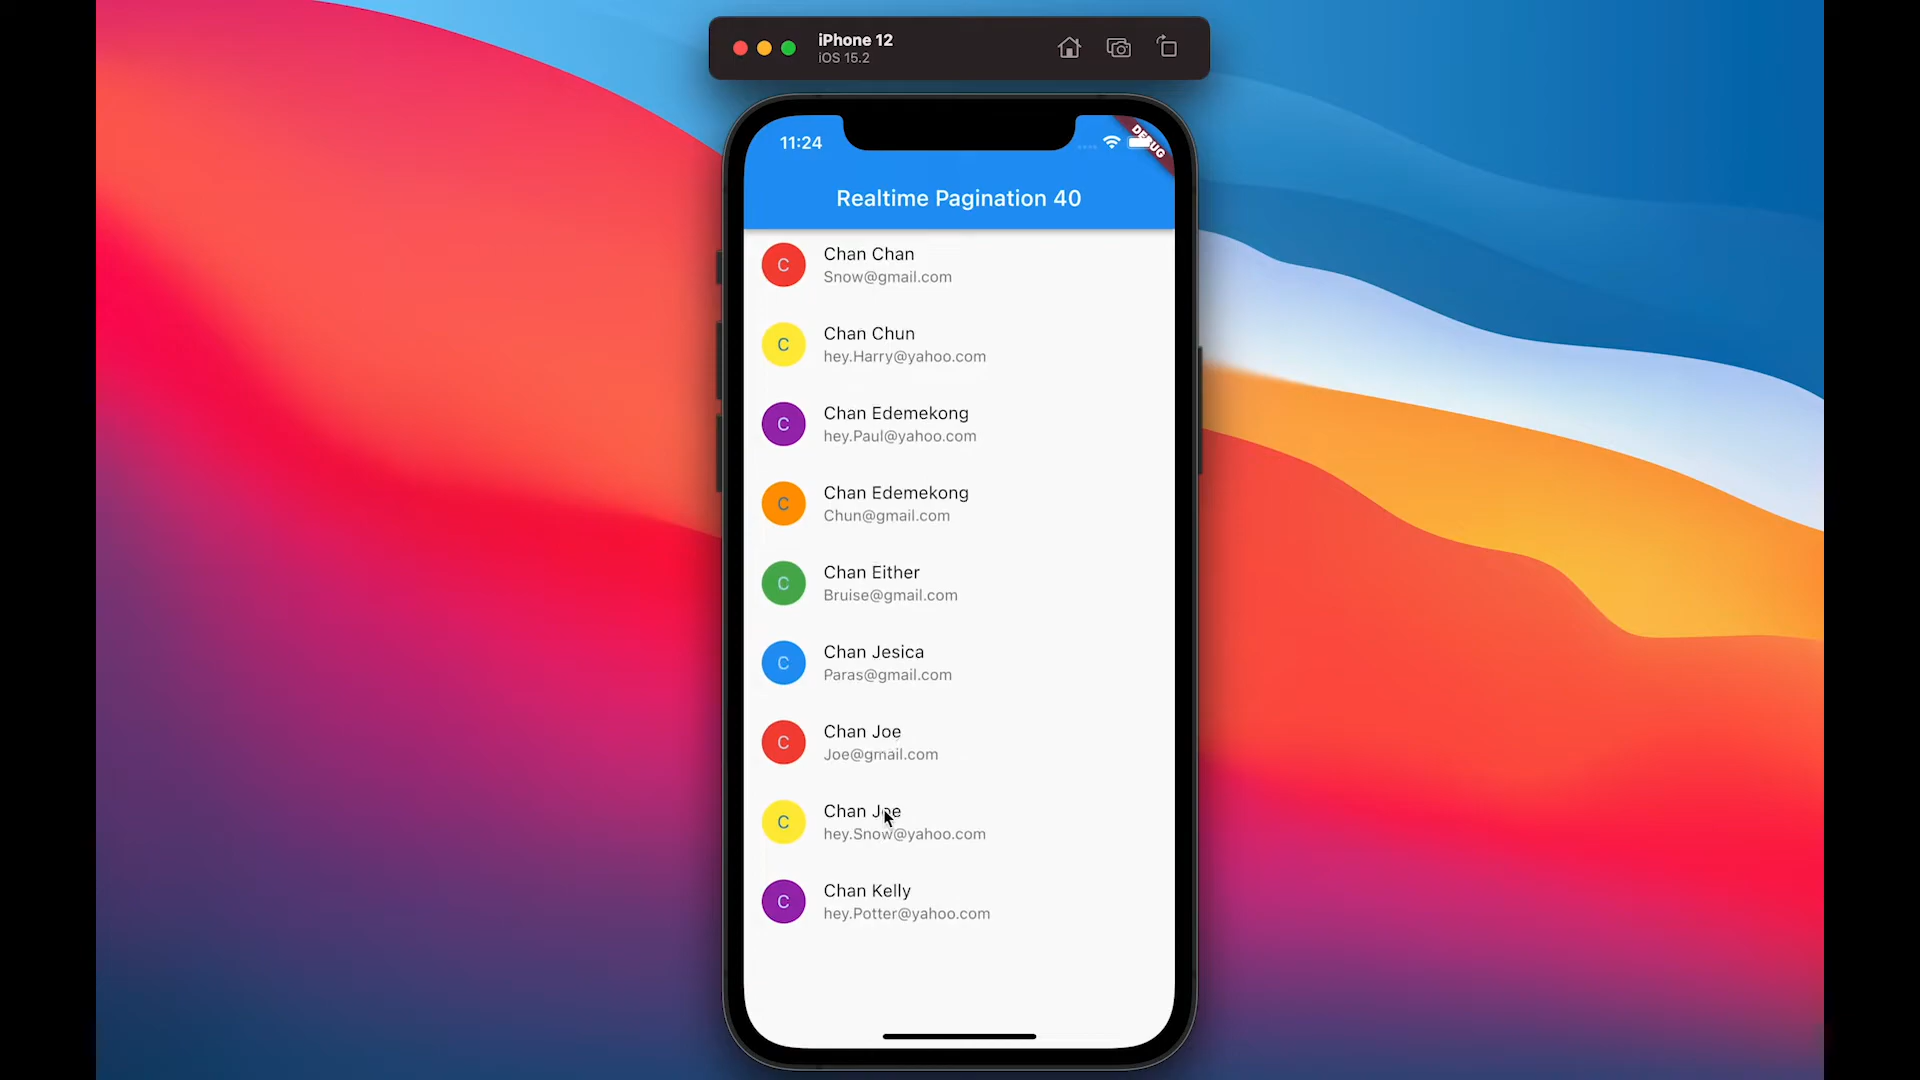 iPhone 12
iOS 15.2
11:24
DEBUG
Realtime Pagination 40
C
Chan Chan
Snow@gmail.com
C
Chan Chun
hey.Harry@yahoo.com
C
Chan Edemekong
hey.Paul@yahoo.com
C
Chan Edemekong
Chun@gmail.com
C
Chan Either
Bruise@gmail.com
C
Chan Jesica
Paras@gmail.com
C
Chan Joe
Joe@gmail.com
C
Chan Joe
hey.Snow@yahoo.com
C
Chan Kelly
hey.Potter@yahoo.com